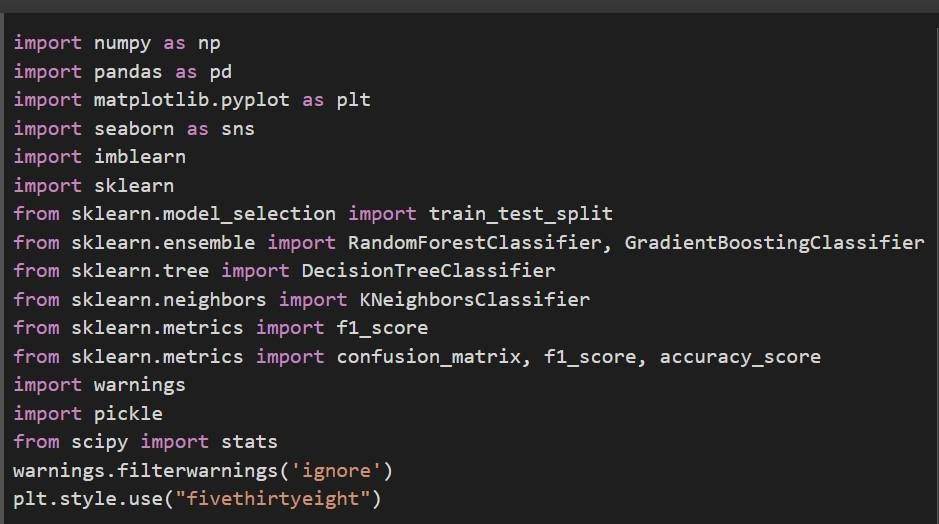 import numpy as np
import pandas as pd
import matplotlib.pyplot as plt
import seaborn as sns
import imblearn
import sklearn
from sklearn.model_selection import train_test_split
from sklearn.ensemble import RandomForestClassifier, GradientBoostingClassifier
from sklearn.tree import DecisionTreeClassifier
from sklearn.neighbors import KNeighborsClassifier
from sklearn.metrics import f1_score
from sklearn.metrics import confusion_matrix, f1_score, accuracy_score
import warnings
import pickle
from scipy import stats
warnings.filterwarnings('ignore')
plt.style.use("fivethirtyeight")